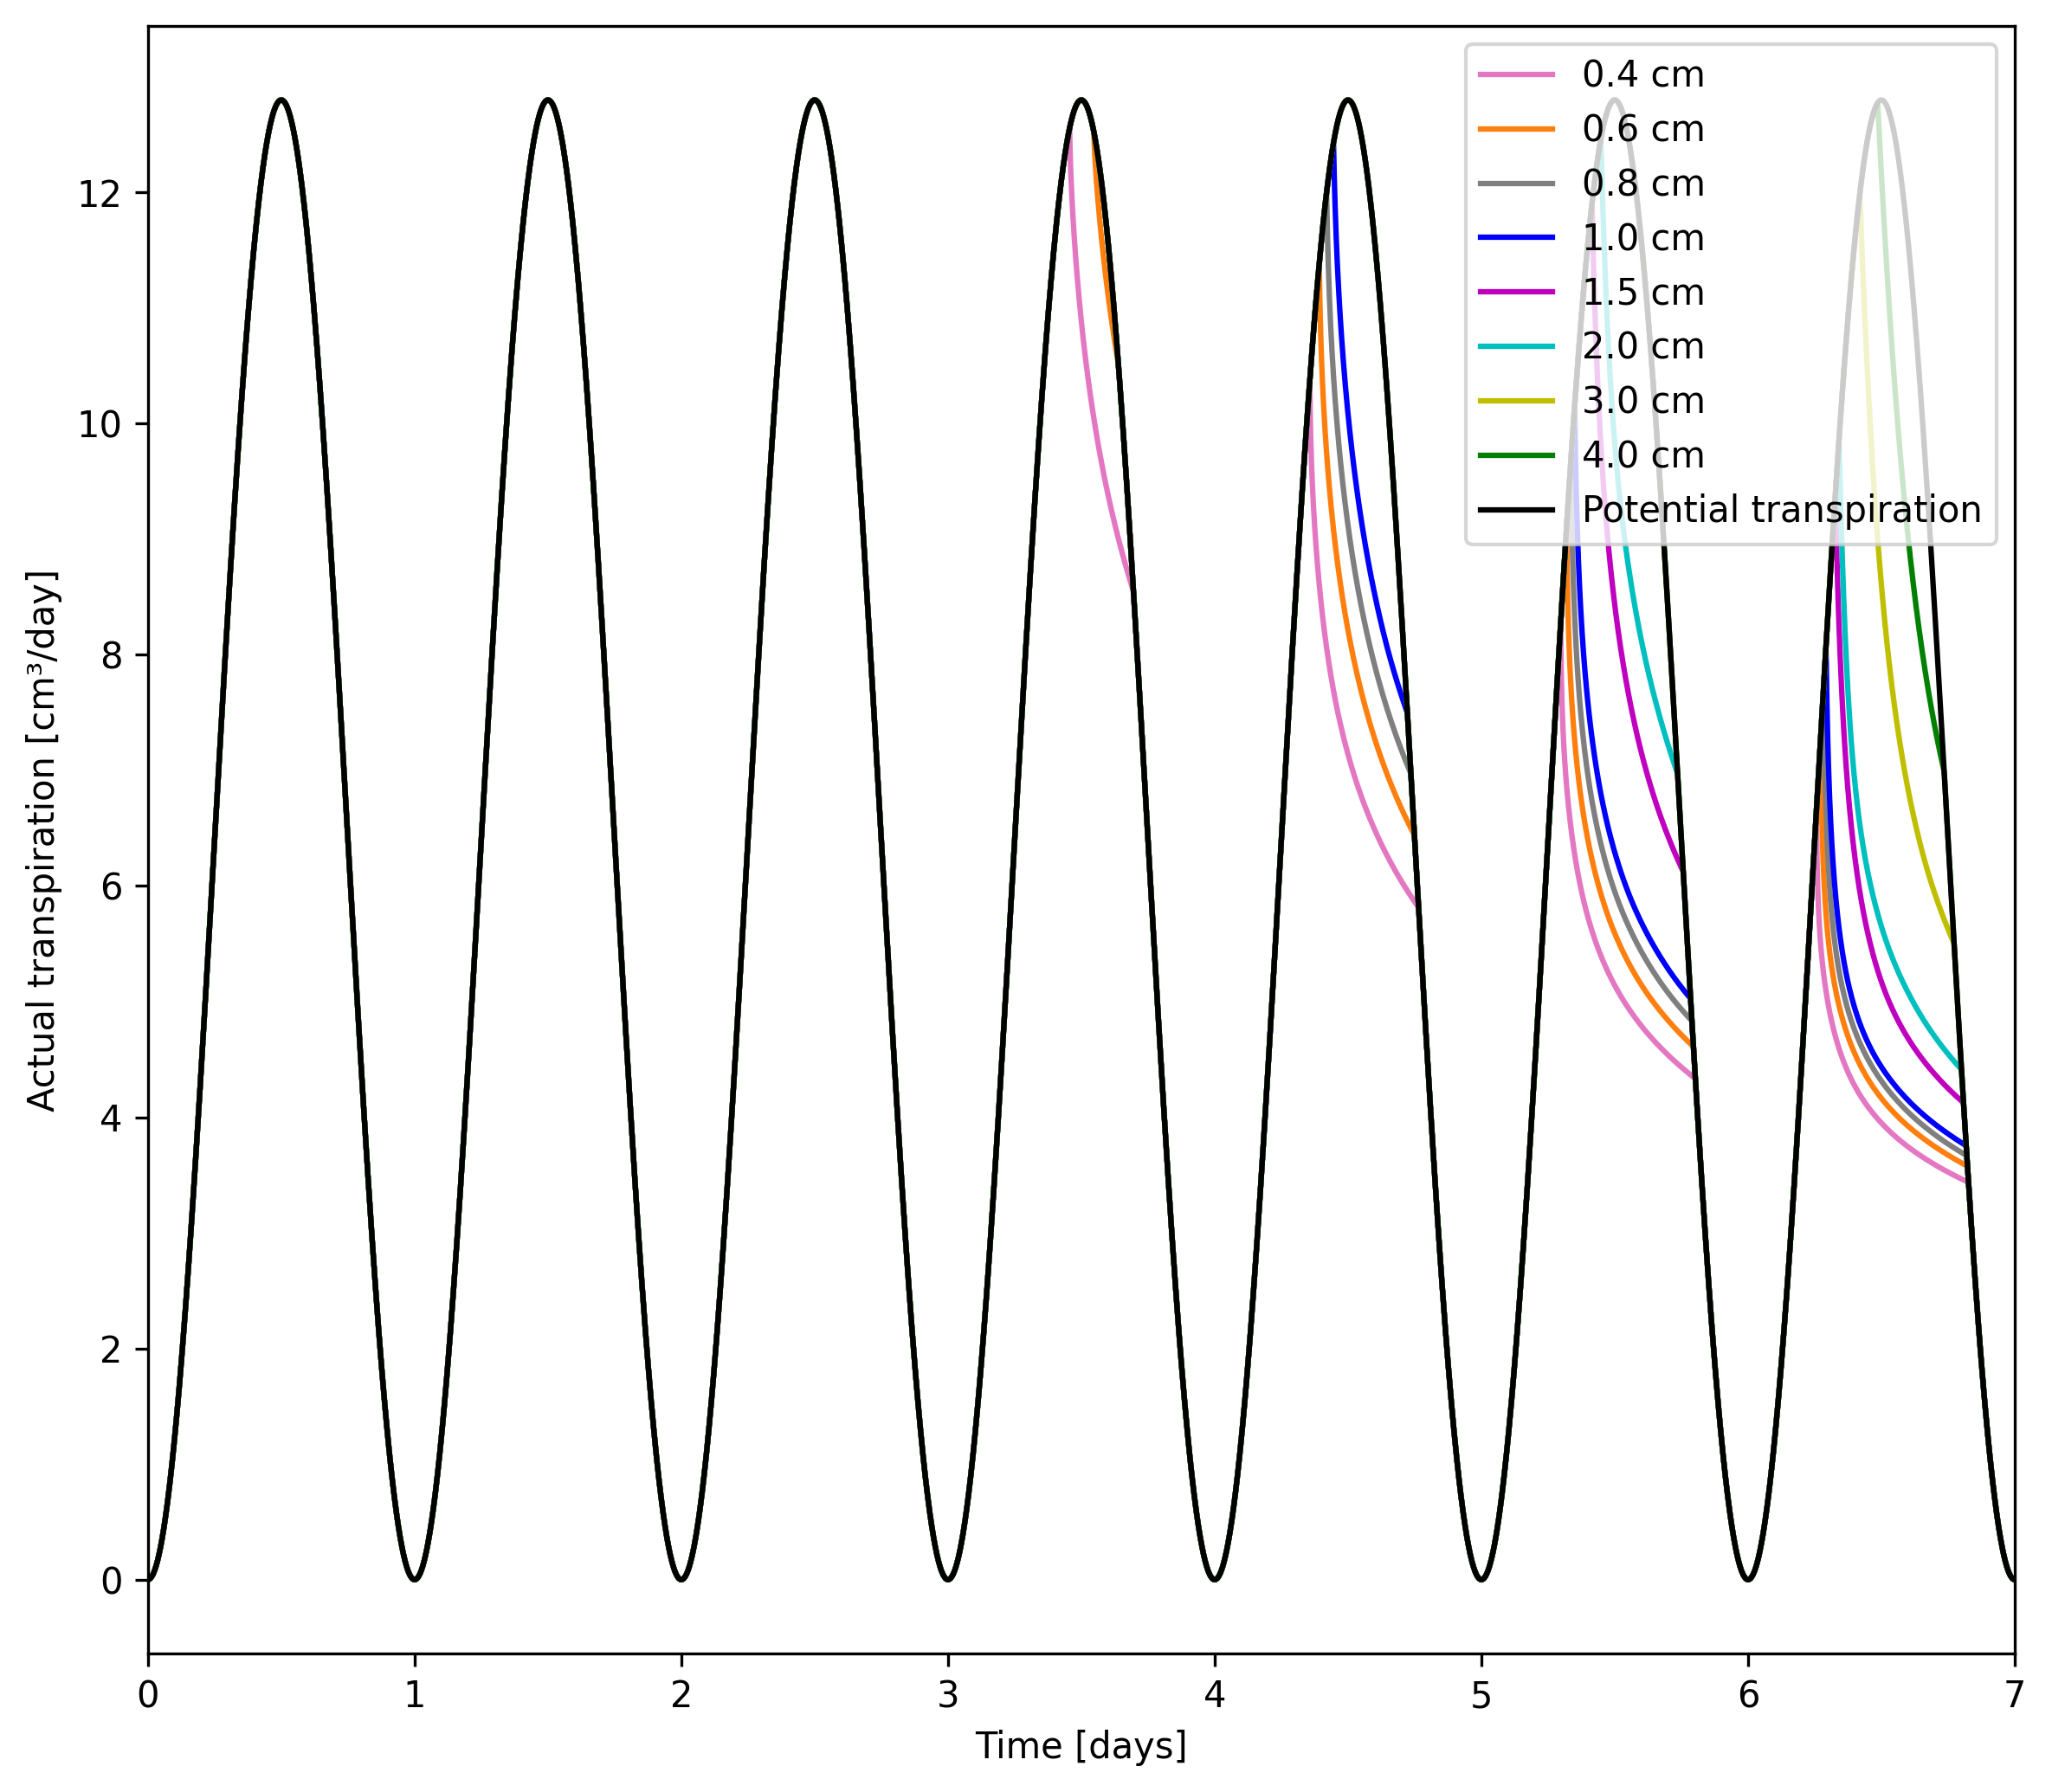 0.4 cm
0.6 cm
0.8 cm
1.0 cm
1.5 cm
2.0 cm
3.0 cm
4.0 cm
Potential transpiration
Actual transpiration [cm³/day]
12
10
8
6
4
2
0
0 1 2 3 4 5 6 7
Time [days]